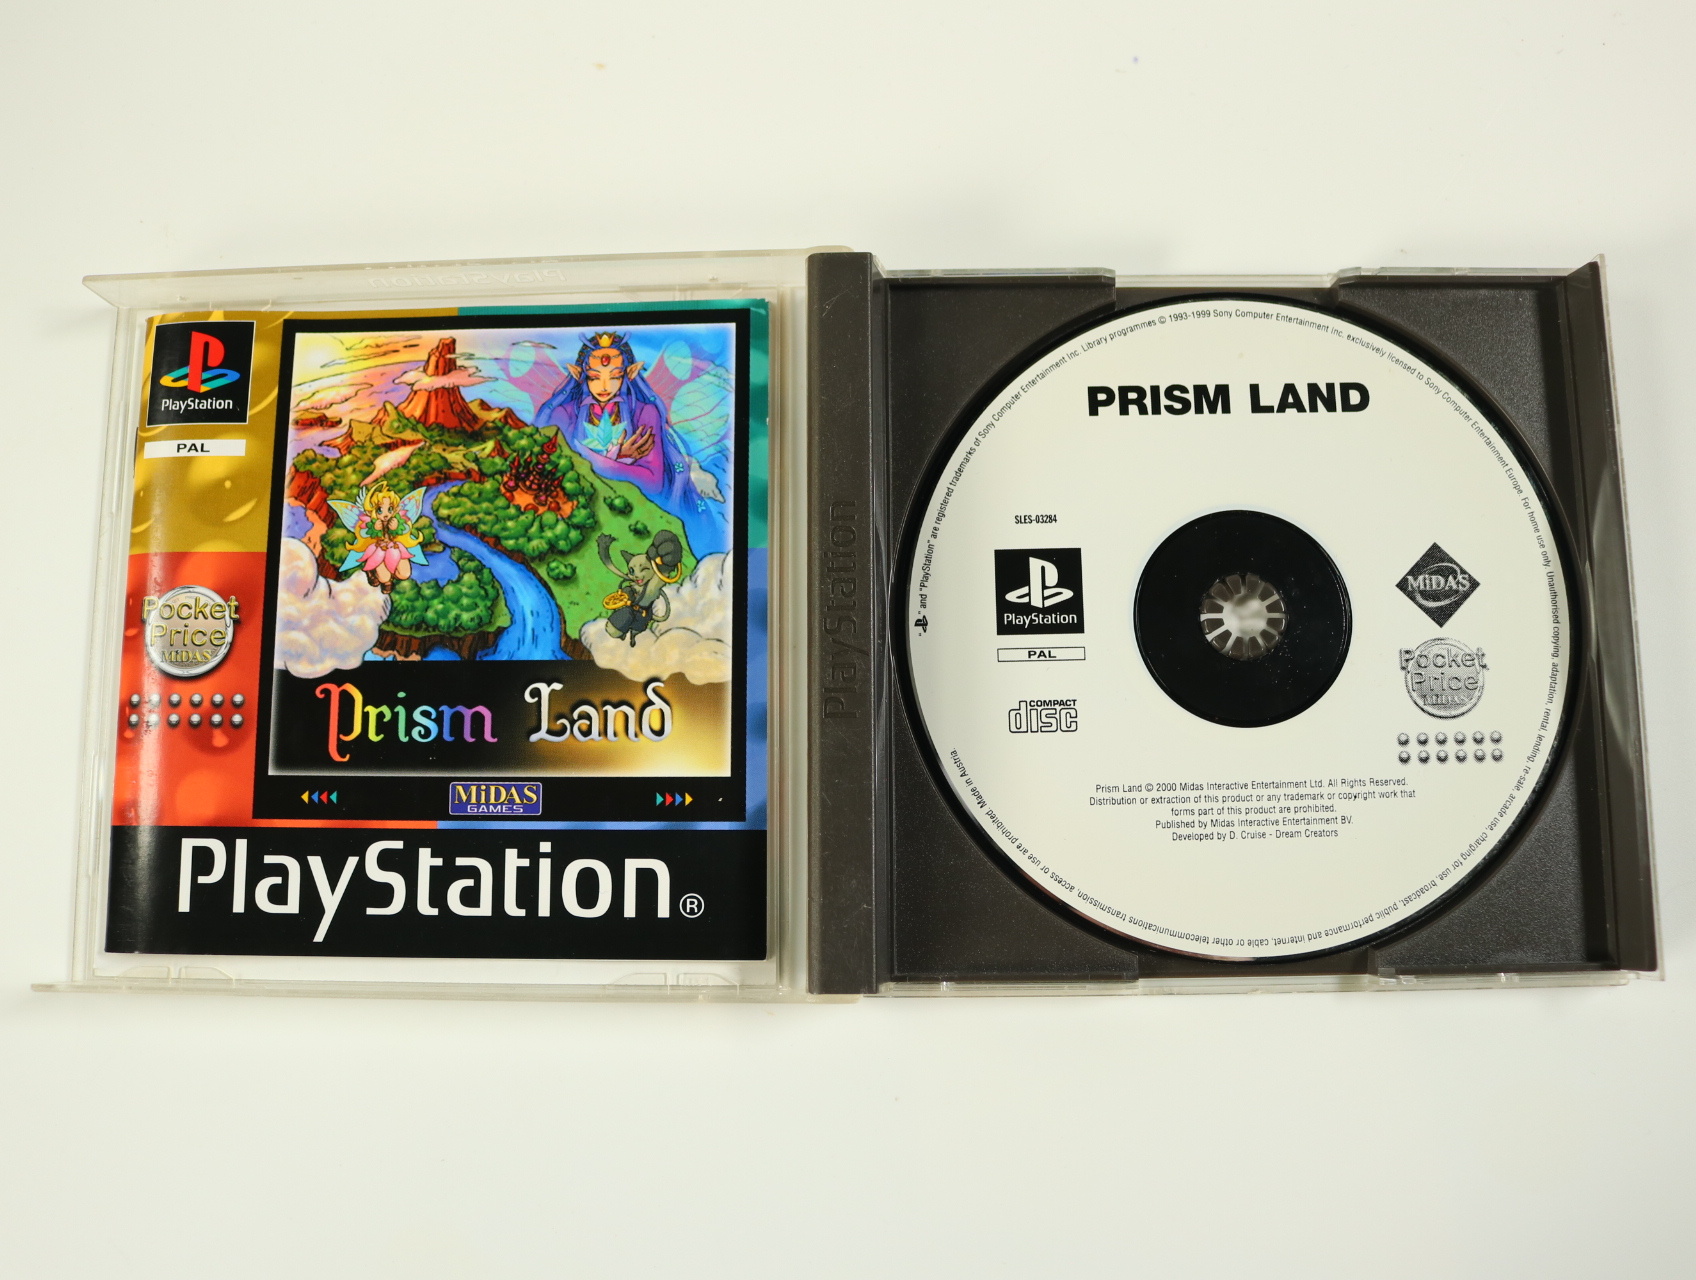 PlayStation
PlayStation
PAL
Pocket
Price
MiDAS
Prism Land
MiDAS
GAMES
PlayStation®
PlayStation
PRISM LAND
SLES-03284
PlayStation
PAL
COMPACT
disc
MiDAS
Pocket
Price
MiDAS
Prism Land © 2000 Midas Interactive Entertainment Ltd. All Rights Reserved.
Distribution or extraction of this product or any trademark or copyright work that
forms part of this product are prohibited.
Published by Midas Interactive Entertainment BV.
Developed by D. Cruise - Dream Creators
" " and "PlayStation" are registered trademarks of Sony Computer Entertainment Inc. Library programmes © 1993-1999 Sony Computer Entertainment Inc. exclusively licensed to Sony Computer Entertainment Europe. For home use only. Unauthorised copying, adaptation, rental, lending, re-sale, arcade use, charging for use, broadcast, public performance and internet, cable or other telecommunications transmission, access or use are prohibited. Made in Austria.